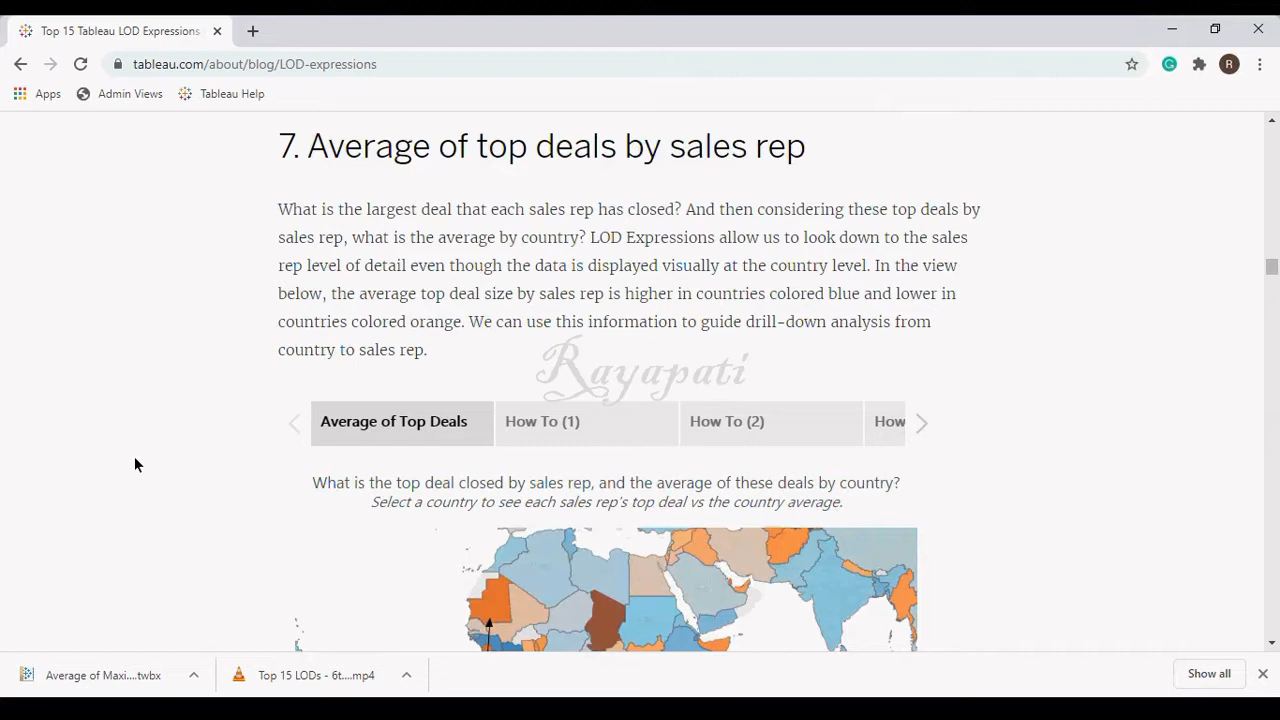 Top 15 Tableau LOD Expressions
tableau.com/about/blog/LOD-expressions
R
Apps
Admin Views
Tableau Help
7. Average of top deals by sales rep
What is the largest deal that each sales rep has closed? And then considering these top deals by
sales rep, what is the average by country? LOD Expressions allow us to look down to the sales
rep level of detail even though the data is displayed visually at the country level. In the view
below, the average top deal size by sales rep is higher in countries colored blue and lower in
countries colored orange. We can use this information to guide drill-down analysis from
country to sales rep.
Rayapati
Average of Top Deals
How To (1)
How To (2)
How
What is the top deal closed by sales rep, and the average of these deals by country?
Select a country to see each sales rep's top deal vs the country average.
Average of Maxi....twbx
Top 15 LODs - 6t....mp4
Show all